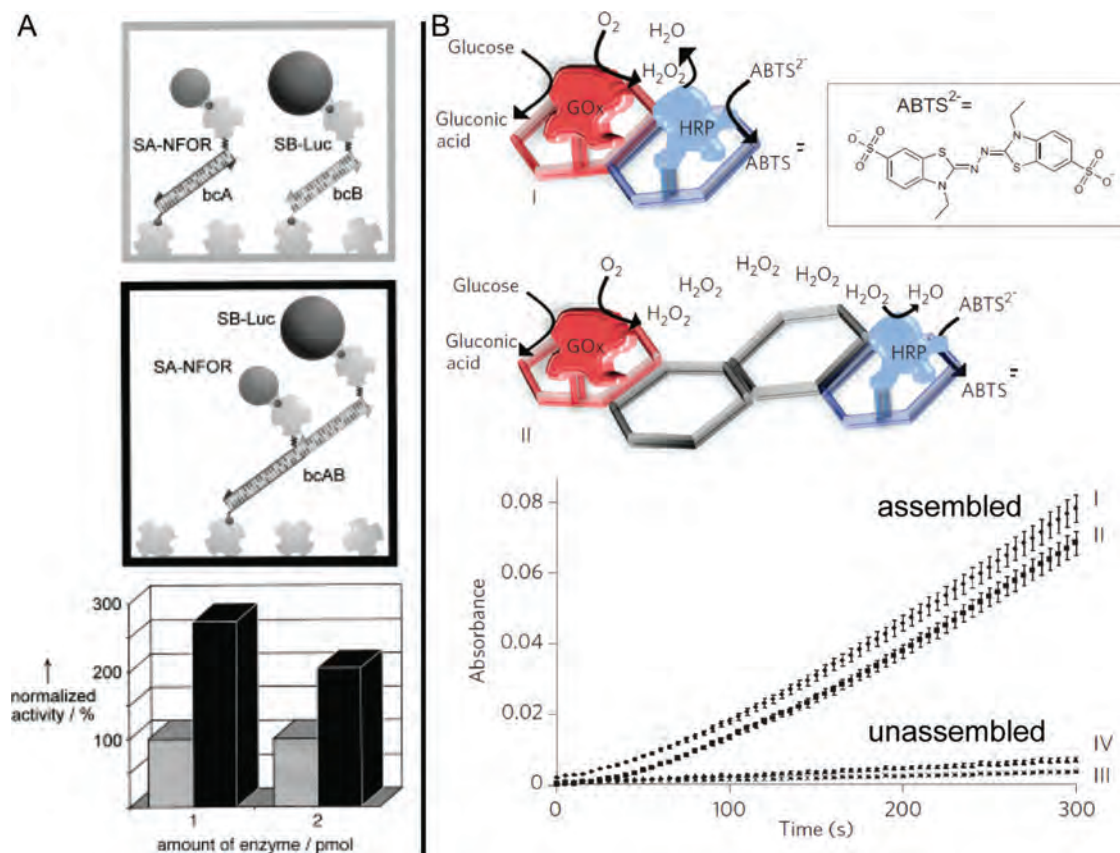 A
SA-NFOR
SB-Luc
bcA
bcB
SB-Luc
SA-NFOR
bcAB
300
200
100
↑
normalized
activity / %
1
2
amount of enzyme / pmol
B
Glucose
O2
H2O
H2O2
ABTS2-
GOx
HRP
Gluconic
acid
ABTS
=
I
ABTS2- =
O-
O
S
O
S
N
N
N
N
S
O
S
O
O-
O2
H2O2
H2O2
H2O2
H2O2
H2O2
H2O
Glucose
ABTS2-
GOx
HRP
Gluconic
acid
ABTS
=
II
0.08
0.06
0.04
0.02
0
Absorbance
assembled
I
II
unassembled
IV
III
0
100
200
300
Time (s)